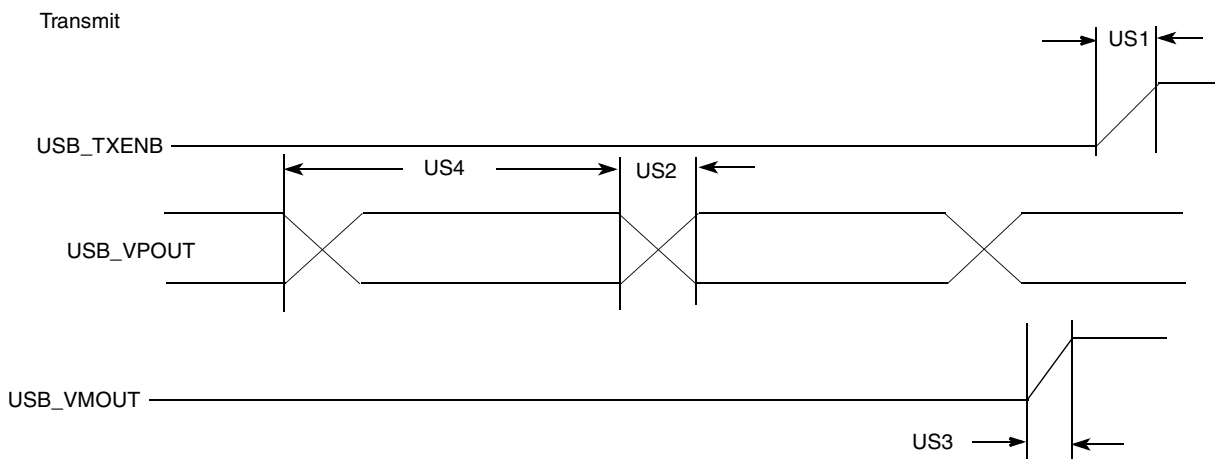 Transmit
US1
USB_TXENB
US4
US2
USB_VPOUT
USB_VMOUT
US3